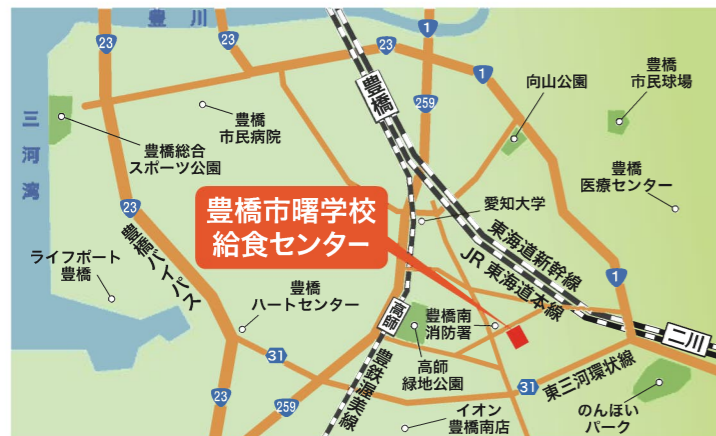 豊川
23
23
23
1
1
259
豊橋
向山公園
豊橋
市民球場
三河湾
豊橋
市民病院
豊橋総合
スポーツ公園
豊橋
医療センター
23
豊橋市曙学校
給食センター
愛知大学
東海道新幹線
JR東海道本線
豊橋バイパス
ライフポート
豊橋
1
豊橋
ハートセンター
高師
豊橋南
消防署
二川
31
高師
緑地公園
東三河環状線
豊鉄渥美線
31
23
259
のんほい
パーク
イオン
豊橋南店